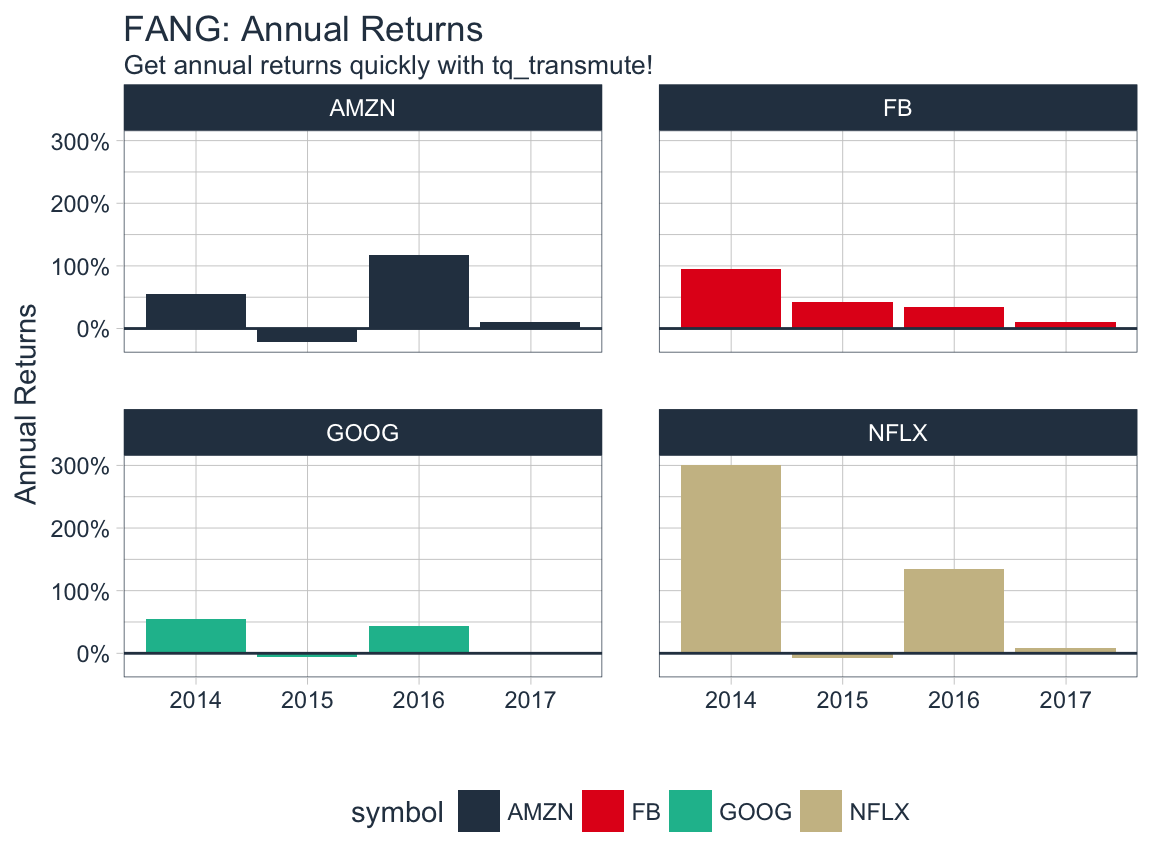 FANG: Annual Returns
Get annual returns quickly with tq_transmute!
AMZN
FB
300%
200%
100%
0%
Annual Returns
GOOG
NFLX
300%
200%
100%
0%
2014 2015 2016 2017
2014 2015 2016 2017
symbol AMZN FB GOOG NFLX